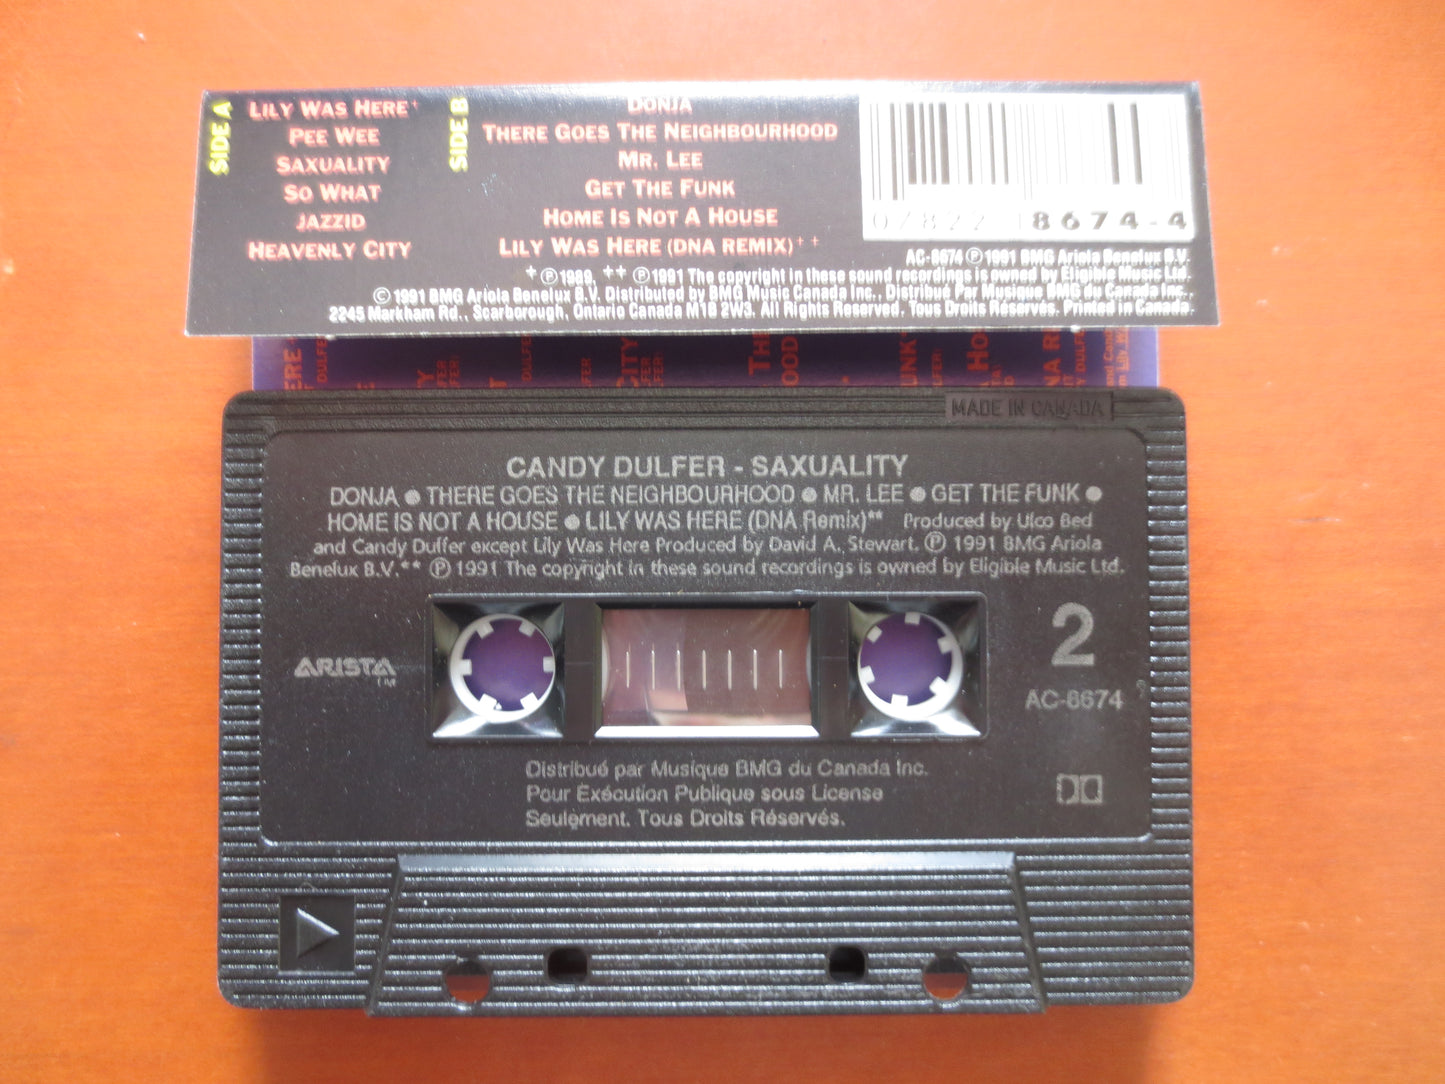 SIDE A
LILY WAS HERE+
PEE WEE
SAXUALITY
SO WHAT
JAZZID
HEAVENLY CITY
SIDE B
DONJA
THERE GOES THE NEIGHBOURHOOD
MR. LEE
GET THE FUNK
HOME IS NOT A HOUSE
LILY WAS HERE (DNA REMIX)++
07822 18674-4
AC-8674 ℗ 1991 BMG Ariola Benelux B.V.
+ ℗ 1989. ++ ℗ 1991 The copyright in these sound recordings is owned by Eligible Music Ltd.
© 1991 BMG Ariola Benelux B.V. Distributed by BMG Music Canada Inc., Distribué Par Musique BMG du Canada Inc.,
2245 Markham Rd., Scarborough, Ontario Canada M1B 2W3. All Rights Reserved. Tous Droits Réservés. Printed in Canada.
MADE IN CANADA
CANDY DULFER - SAXUALITY
DONJA ● THERE GOES THE NEIGHBOURHOOD ● MR. LEE ● GET THE FUNK ●
HOME IS NOT A HOUSE ● LILY WAS HERE (DNA Remix)** Produced by Ulco Bed
and Candy Dulfer except Lily Was Here Produced by David A. Stewart. ℗ 1991 BMG Ariola
Benelux B.V.** ℗ 1991 The copyright in these sound recordings is owned by Eligible Music Ltd.
ARISTA
TM
2
AC-8674
Distribué par Musique BMG du Canada Inc.
Pour Exécution Publique sous License
Seulement. Tous Droits Réservés.